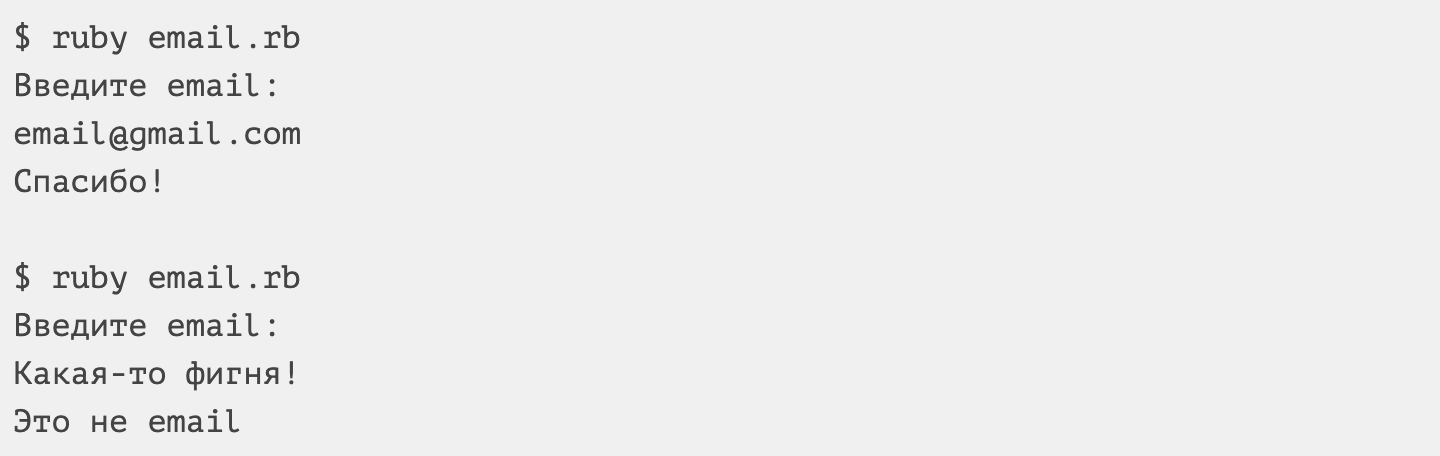 $ ruby email.rb
Введите email:
email@gmail.com
Спасибо!
$ ruby email.rb
Введите email:
Какая-то фигня!
Это не email